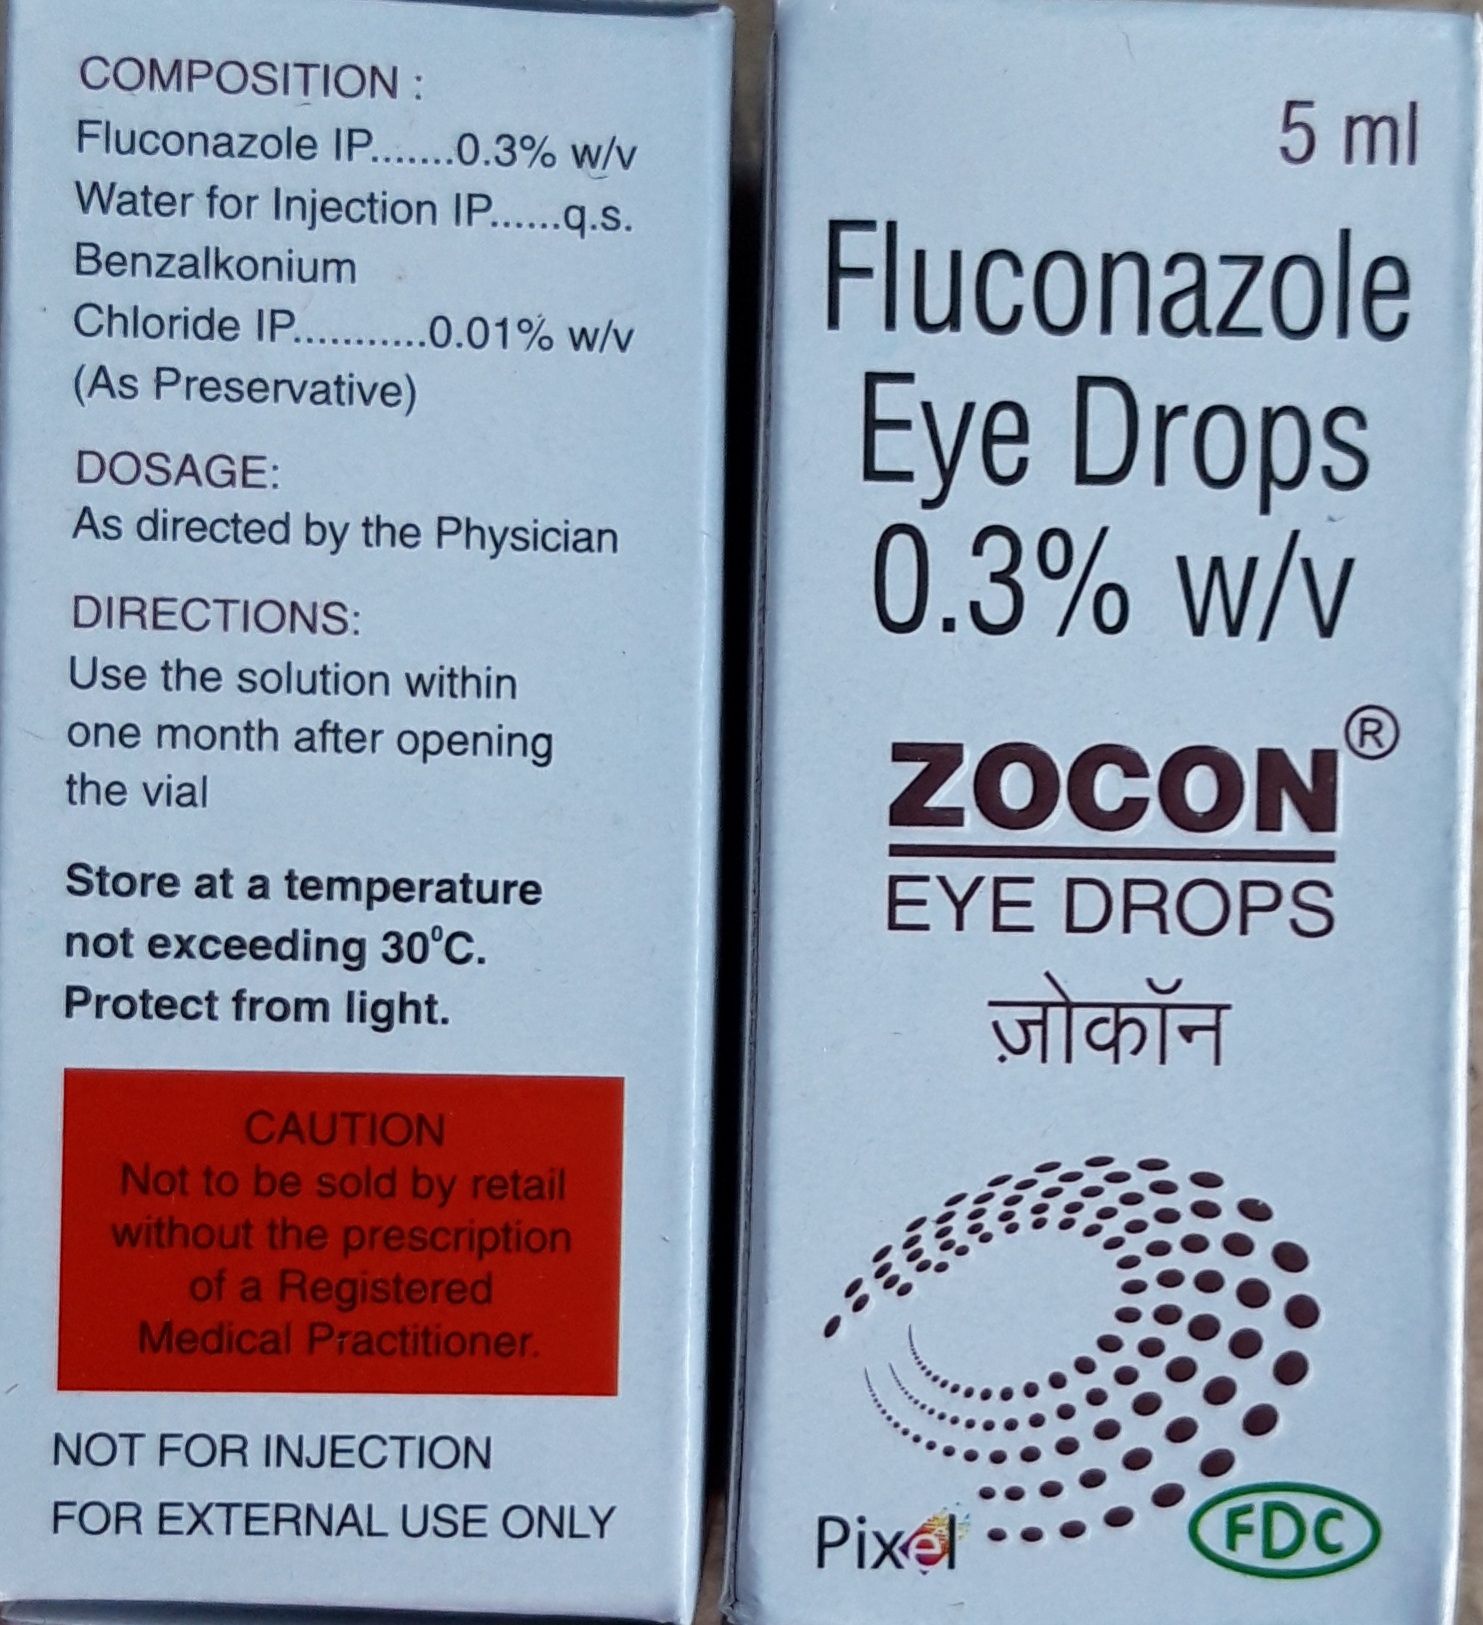 COMPOSITION :
Fluconazole IP.......0.3% w/v
Water for Injection IP......q.s.
Benzalkonium
Chloride IP...........0.01% w/v
(As Preservative)
DOSAGE:
As directed by the Physician
DIRECTIONS:
Use the solution within
one month after opening
the vial
Store at a temperature
not exceeding 30⁰C.
Protect from light.
CAUTION
Not to be sold by retail
without the prescription
of a Registered
Medical Practitioner.
NOT FOR INJECTION
FOR EXTERNAL USE ONLY
5 ml
Fluconazole
Eye Drops
0.3% w/v
ZOCON®
EYE DROPS
ज़ोकॉन
Pixel
FDC